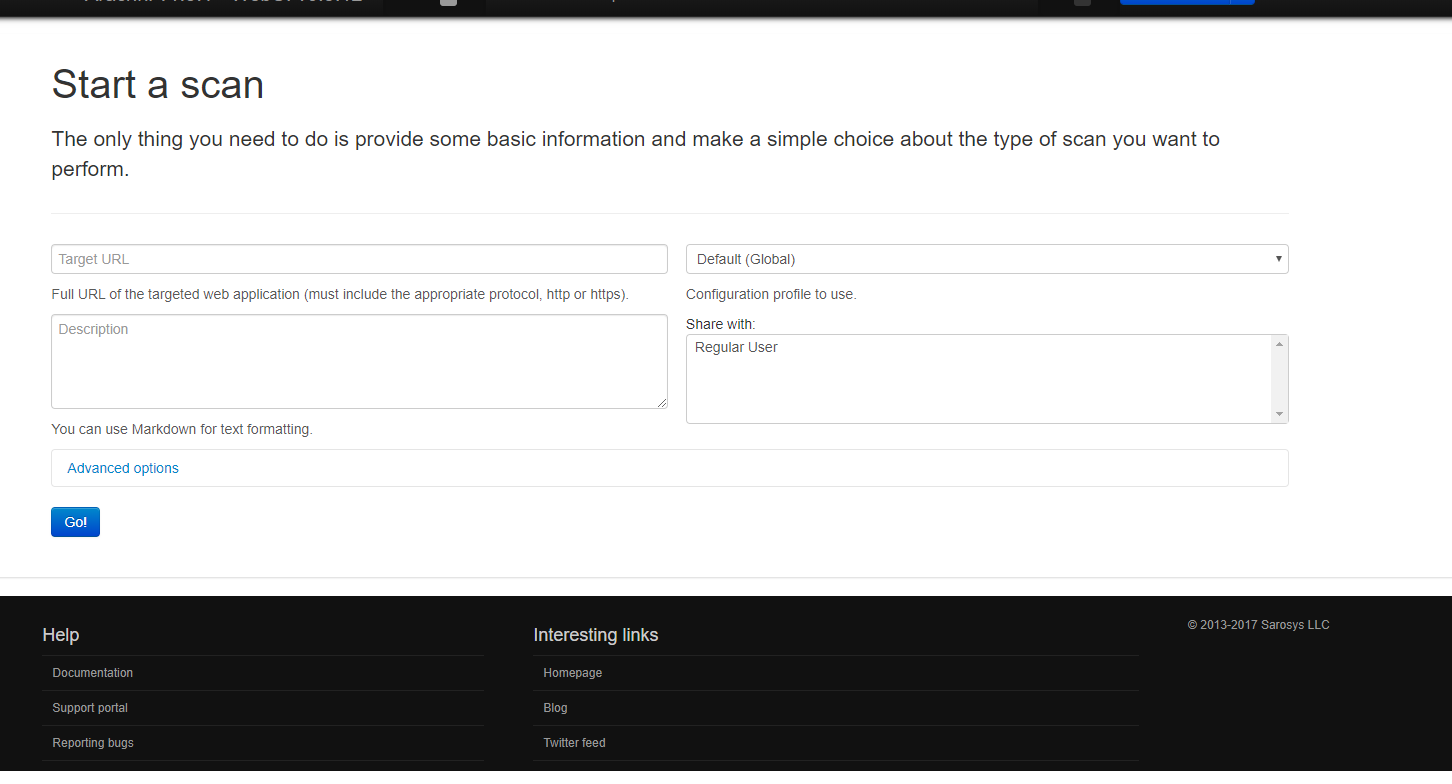 Start a scan
The only thing you need to do is provide some basic information and make a simple choice about the type of scan you want to
perform.
Target URL
Default (Global)
Full URL of the targeted web application (must include the appropriate protocol, http or https).
Configuration profile to use.
Description
Share with:
Regular User
You can use Markdown for text formatting.
Advanced options
Go!
Help
Documentation
Support portal
Reporting bugs
Interesting links
Homepage
Blog
Twitter feed
© 2013-2017 Sarosys LLC